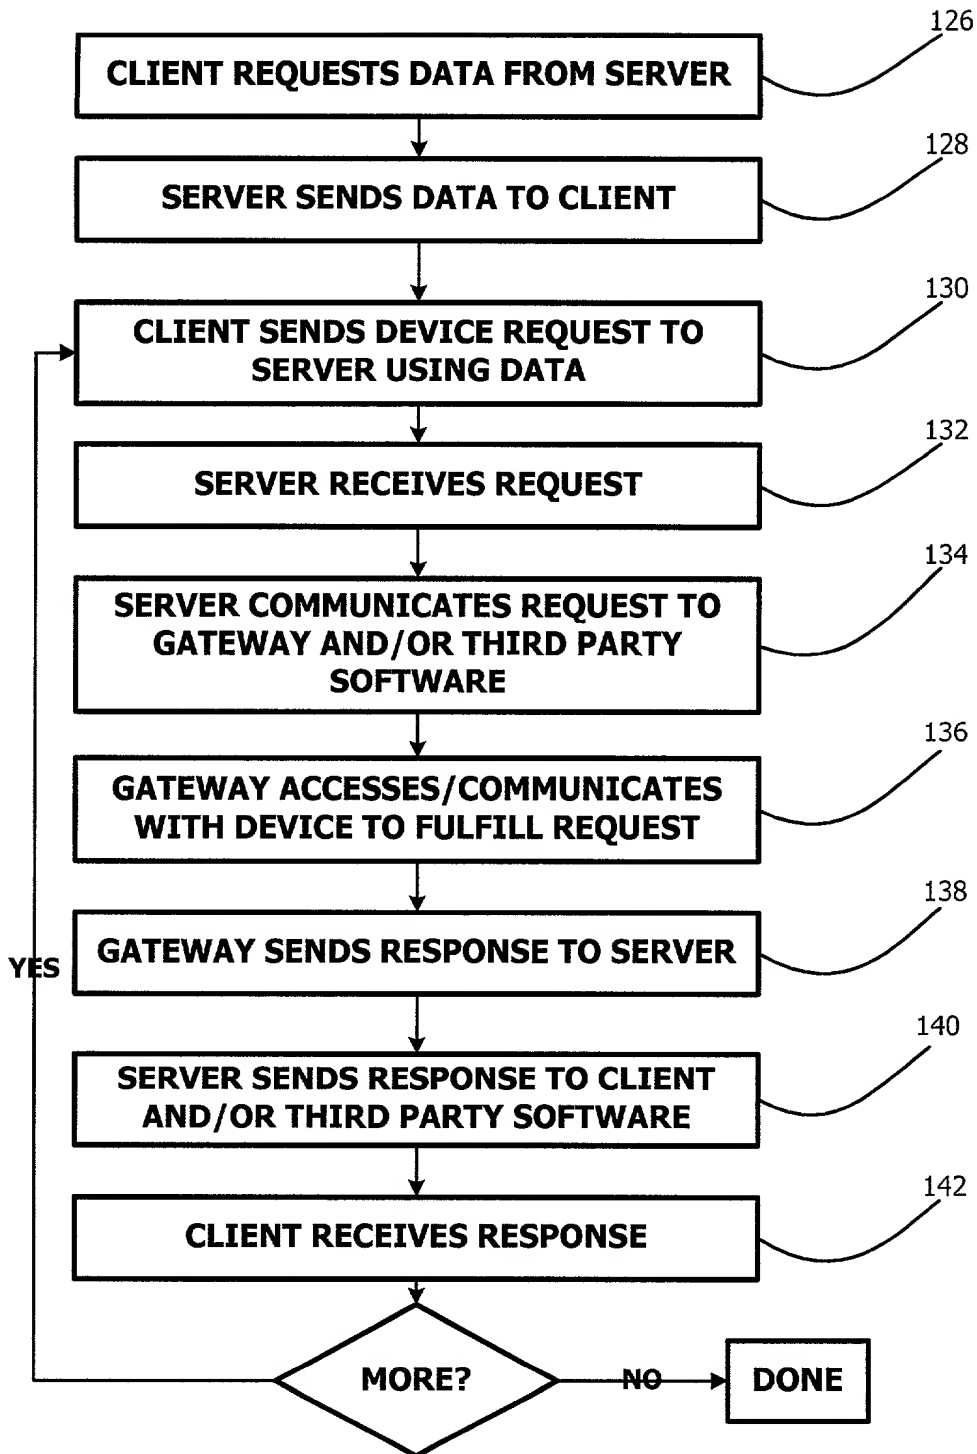 126
CLIENT REQUESTS DATA FROM SERVER
128
SERVER SENDS DATA TO CLIENT
130
CLIENT SENDS DEVICE REQUEST TO
SERVER USING DATA
132
SERVER RECEIVES REQUEST
134
SERVER COMMUNICATES REQUEST TO
GATEWAY AND/OR THIRD PARTY
SOFTWARE
136
GATEWAY ACCESSES/COMMUNICATES
WITH DEVICE TO FULFILL REQUEST
138
GATEWAY SENDS RESPONSE TO SERVER
YES
140
SERVER SENDS RESPONSE TO CLIENT
AND/OR THIRD PARTY SOFTWARE
142
CLIENT RECEIVES RESPONSE
MORE?
NO
DONE